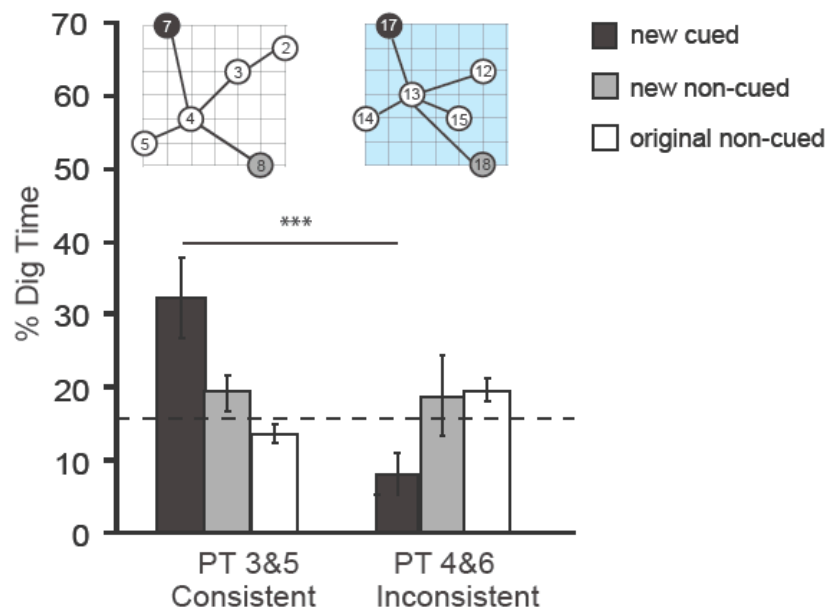 70
60
50
40
30
20
10
0
% Dig Time
7
2
3
4
5
8
17
12
13
14
15
18
new cued
new non-cued
original non-cued
***
PT 3&5
Consistent
PT 4&6
Inconsistent